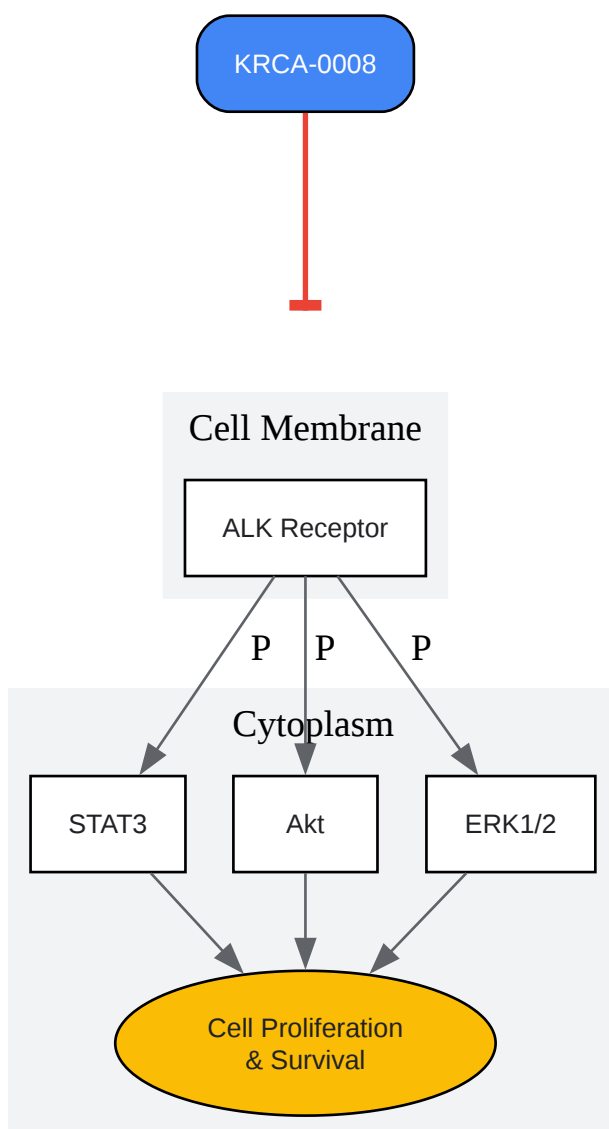 KRCA-0008
Cell Membrane
ALK Receptor
P P P
Cytoplasm
STAT3
Akt
ERK1/2
Cell Proliferation
& Survival